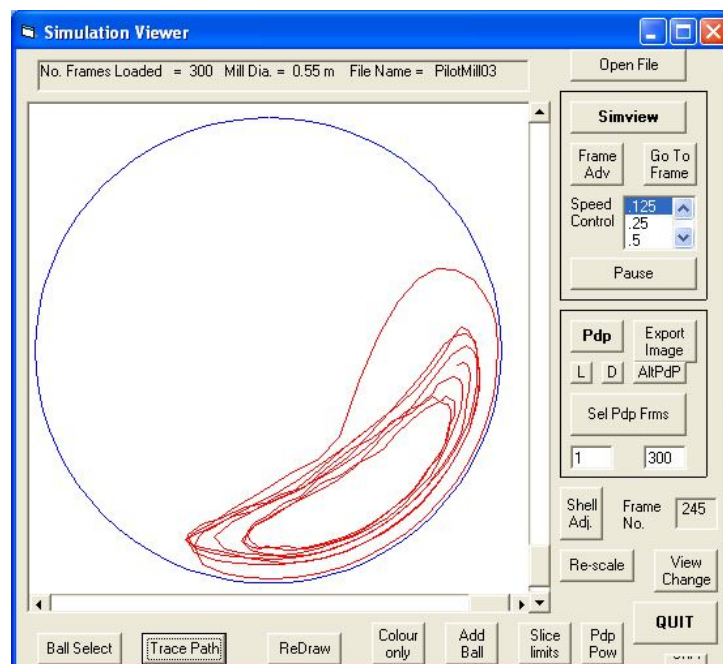 Simulation Viewer
No. Frames Loaded = 300 Mill Dia. = 0.55 m File Name = PilotMill03
Open File
Simview
Frame Adv
Go To Frame
Speed Control
.125
.25
.5
Pause
Pdp
Export Image
L
D
AltPdP
Sel Pdp Frms
1
300
Shell Adj.
Frame No.
245
Re-scale
View Change
QUIT
Ball Select
Trace Path
ReDraw
Colour only
Add Ball
Slice limits
Pdp Pow